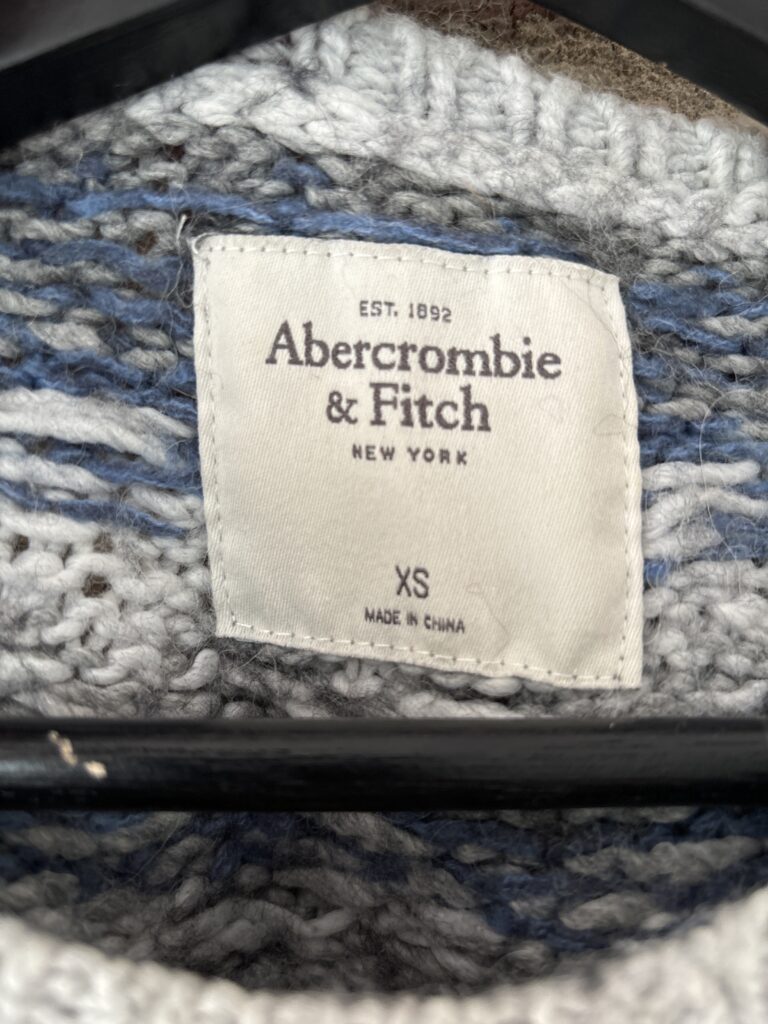 EST. 1892
Abercrombie
& Fitch
NEW YORK
XS
MADE IN CHINA